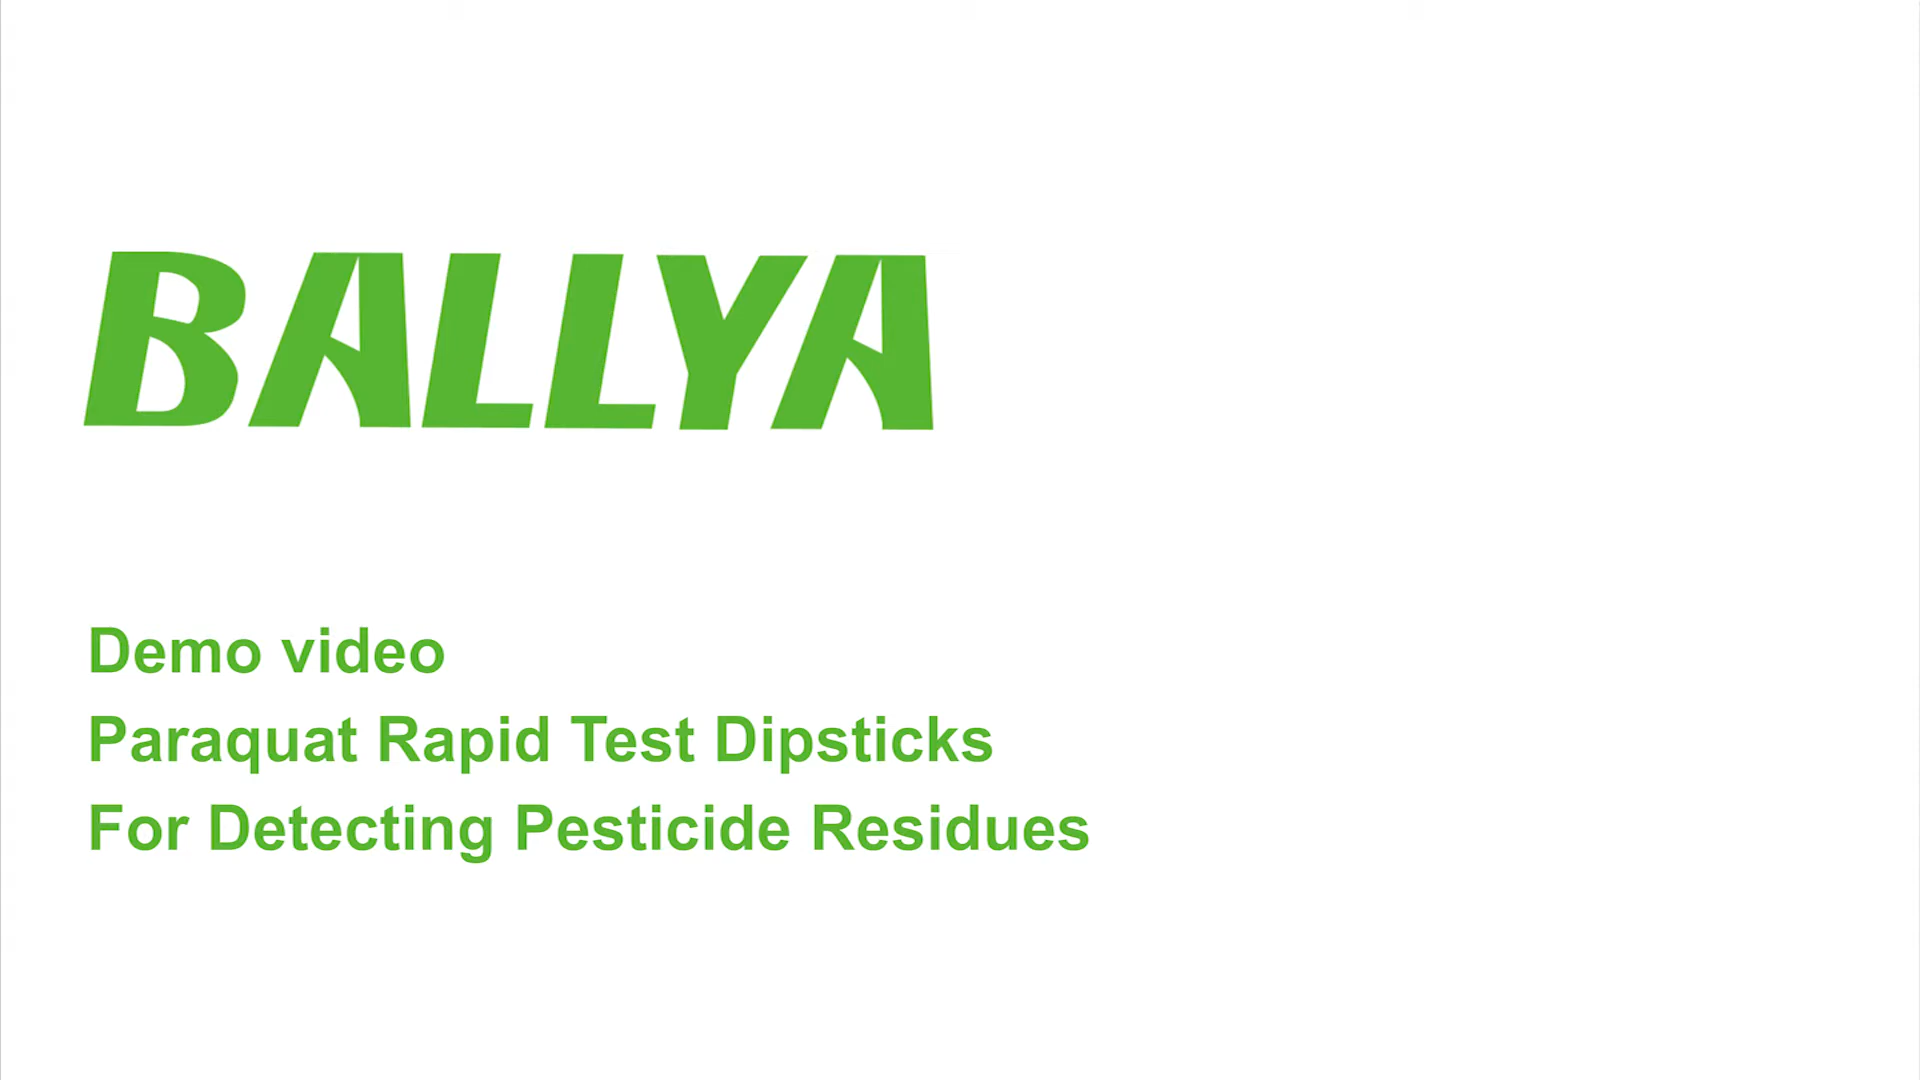 BALLYA
Demo video
Paraquat Rapid Test Dipsticks
For Detecting Pesticide Residues